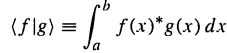 ⟨f|g⟩ ≡ ∫_a^b f(x)* g(x) dx